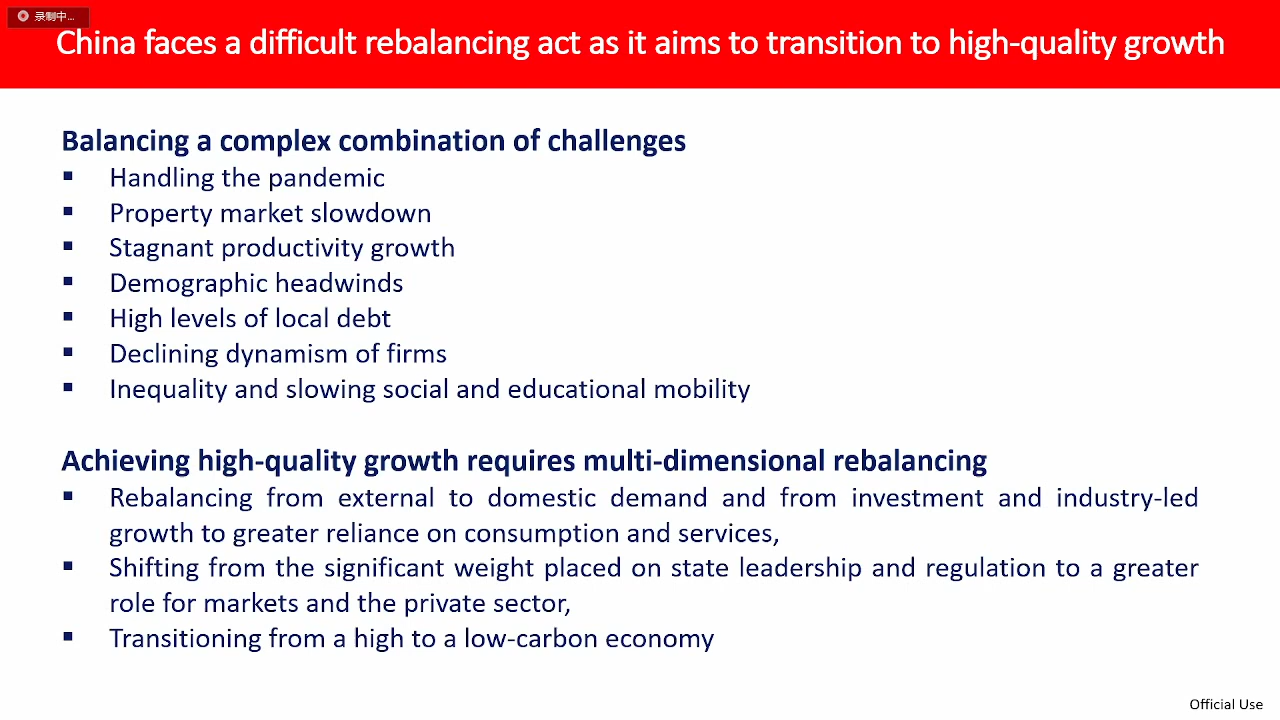 录制中...
China faces a difficult rebalancing act as it aims to transition to high-quality growth
Balancing a complex combination of challenges
▪ Handling the pandemic
▪ Property market slowdown
▪ Stagnant productivity growth
▪ Demographic headwinds
▪ High levels of local debt
▪ Declining dynamism of firms
▪ Inequality and slowing social and educational mobility
Achieving high-quality growth requires multi-dimensional rebalancing
▪ Rebalancing from external to domestic demand and from investment and industry-led
growth to greater reliance on consumption and services,
▪ Shifting from the significant weight placed on state leadership and regulation to a greater
role for markets and the private sector,
▪ Transitioning from a high to a low-carbon economy
Official Use